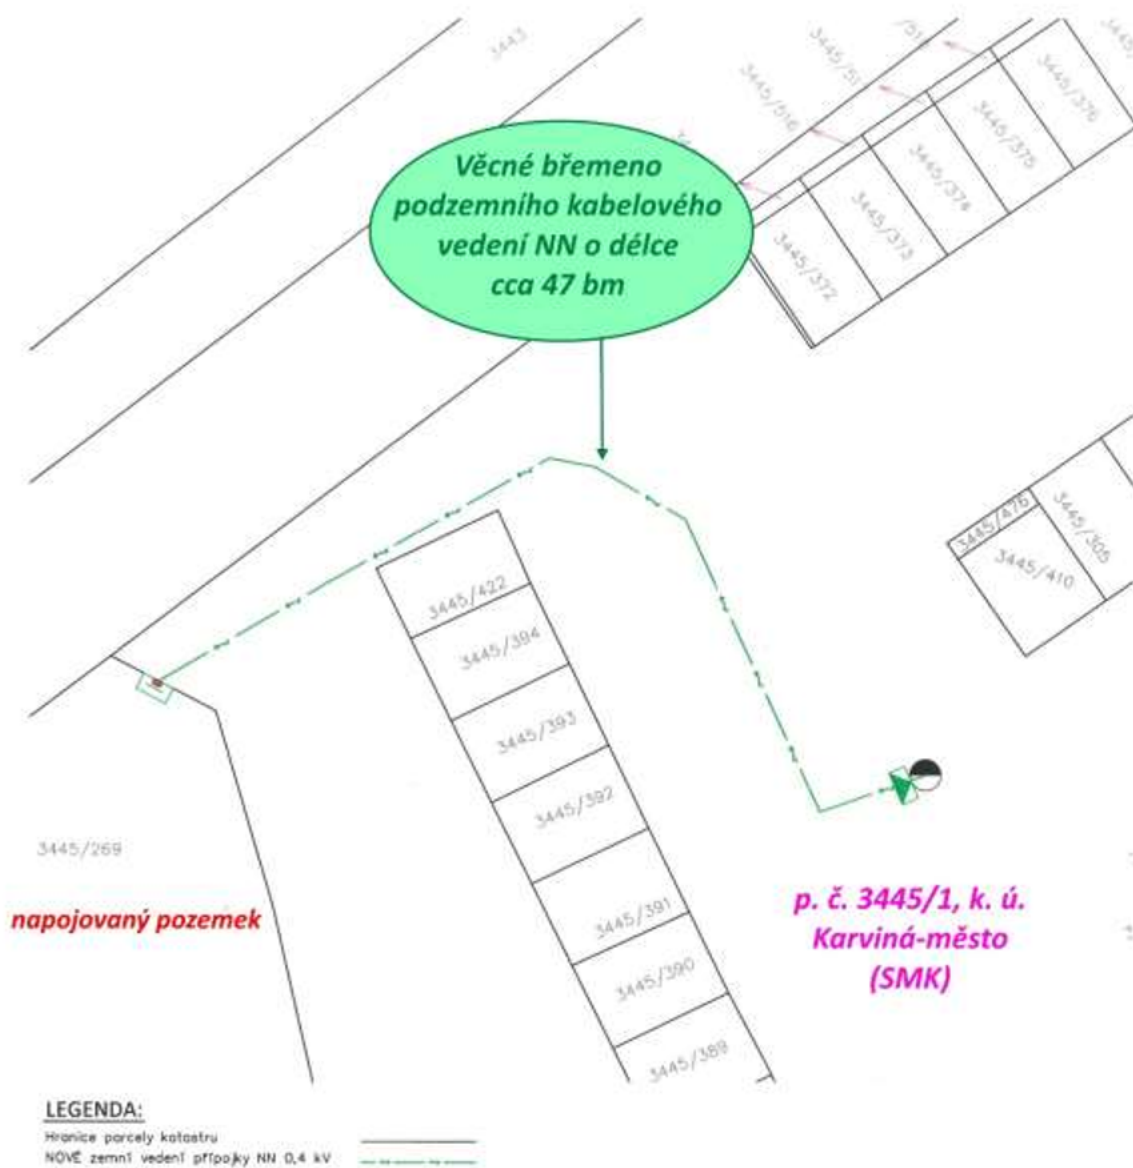 3443
3445/51
3445/516
3445/376
3445/375
3445/374
3445/373
3445/372
Věcné břemeno
podzemního kabelového
vedení NN o délce
cca 47 bm
3445/476
3445/305
3445/410
3445/422
3445/394
3445/393
3445/392
3445/391
3445/390
3445/389
3445/269
napojovaný pozemek
p. č. 3445/1, k. ú.
Karviná-město
(SMK)
LEGENDA:
Hranice parcely katastru
NOVÉ zemní vedení přípojky NN 0,4 kV